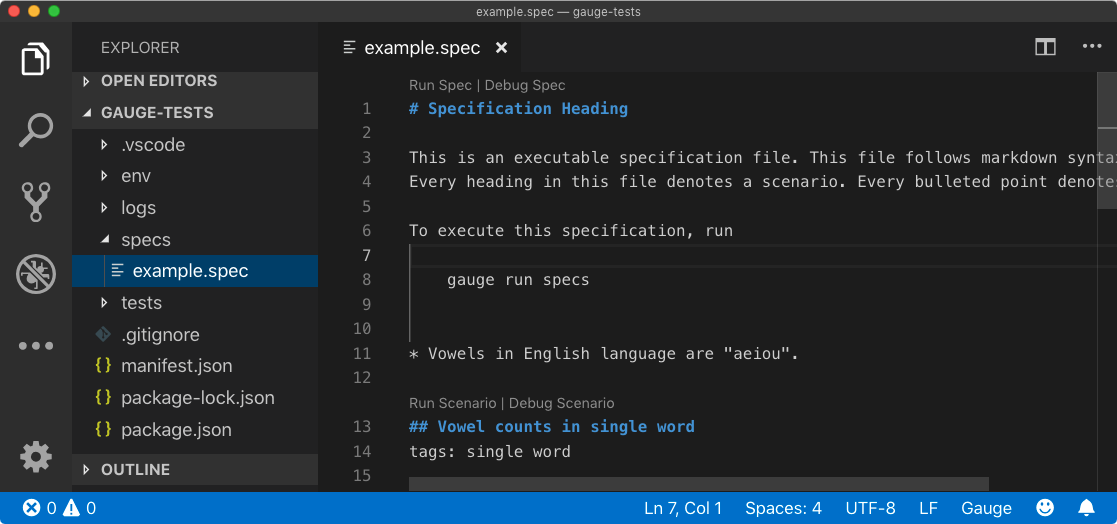 example.spec — gauge-tests
EXPLORER
OPEN EDITORS
GAUGE-TESTS
.vscode
env
logs
specs
example.spec
tests
.gitignore
{} manifest.json
{} package-lock.json
{} package.json
OUTLINE
example.spec ×
Run Spec | Debug Spec
1 # Specification Heading
2
3 This is an executable specification file. This file follows markdown
4 Every heading in this file denotes a scenario. Every bulleted point
5
6 To execute this specification, run
7
8 gauge run specs
9
10
11 * Vowels in English language are "aeiou".
12
Run Scenario | Debug Scenario
13 ## Vowel counts in single word
14 tags: single word
15
0 0 Ln 7, Col 1 Spaces: 4 UTF-8 LF Gauge